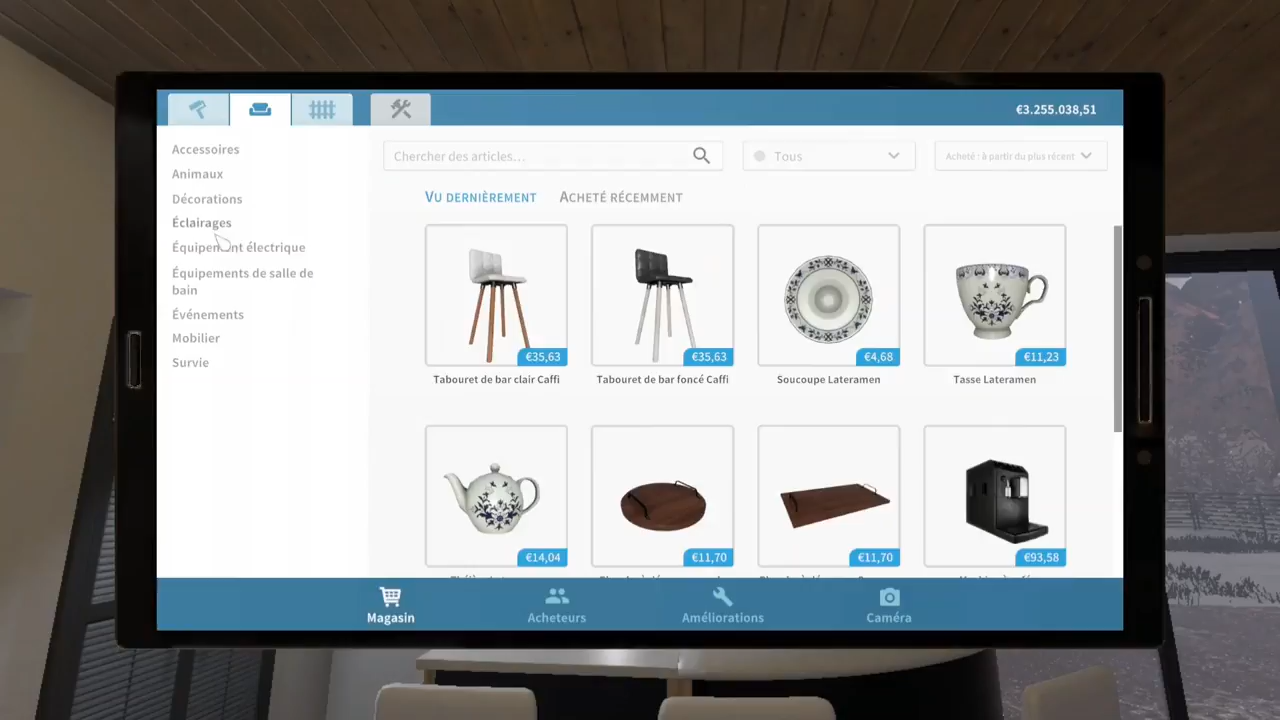 €3.255.038,51
Accessoires
Animaux
Décorations
Éclairages
Équipement électrique
Équipements de salle de
bain
Événements
Mobilier
Survie
Chercher des articles…
Tous
Acheté : à partir du plus récent
VU DERNIÈREMENT
ACHETÉ RÉCEMMENT
€35,63
€35,63
€4,68
€11,23
Tabouret de bar clair Caffi
Tabouret de bar foncé Caffi
Soucoupe Lateramen
Tasse Lateramen
€14,04
€11,70
€11,70
€93,58
Magasin
Acheteurs
Améliorations
Caméra